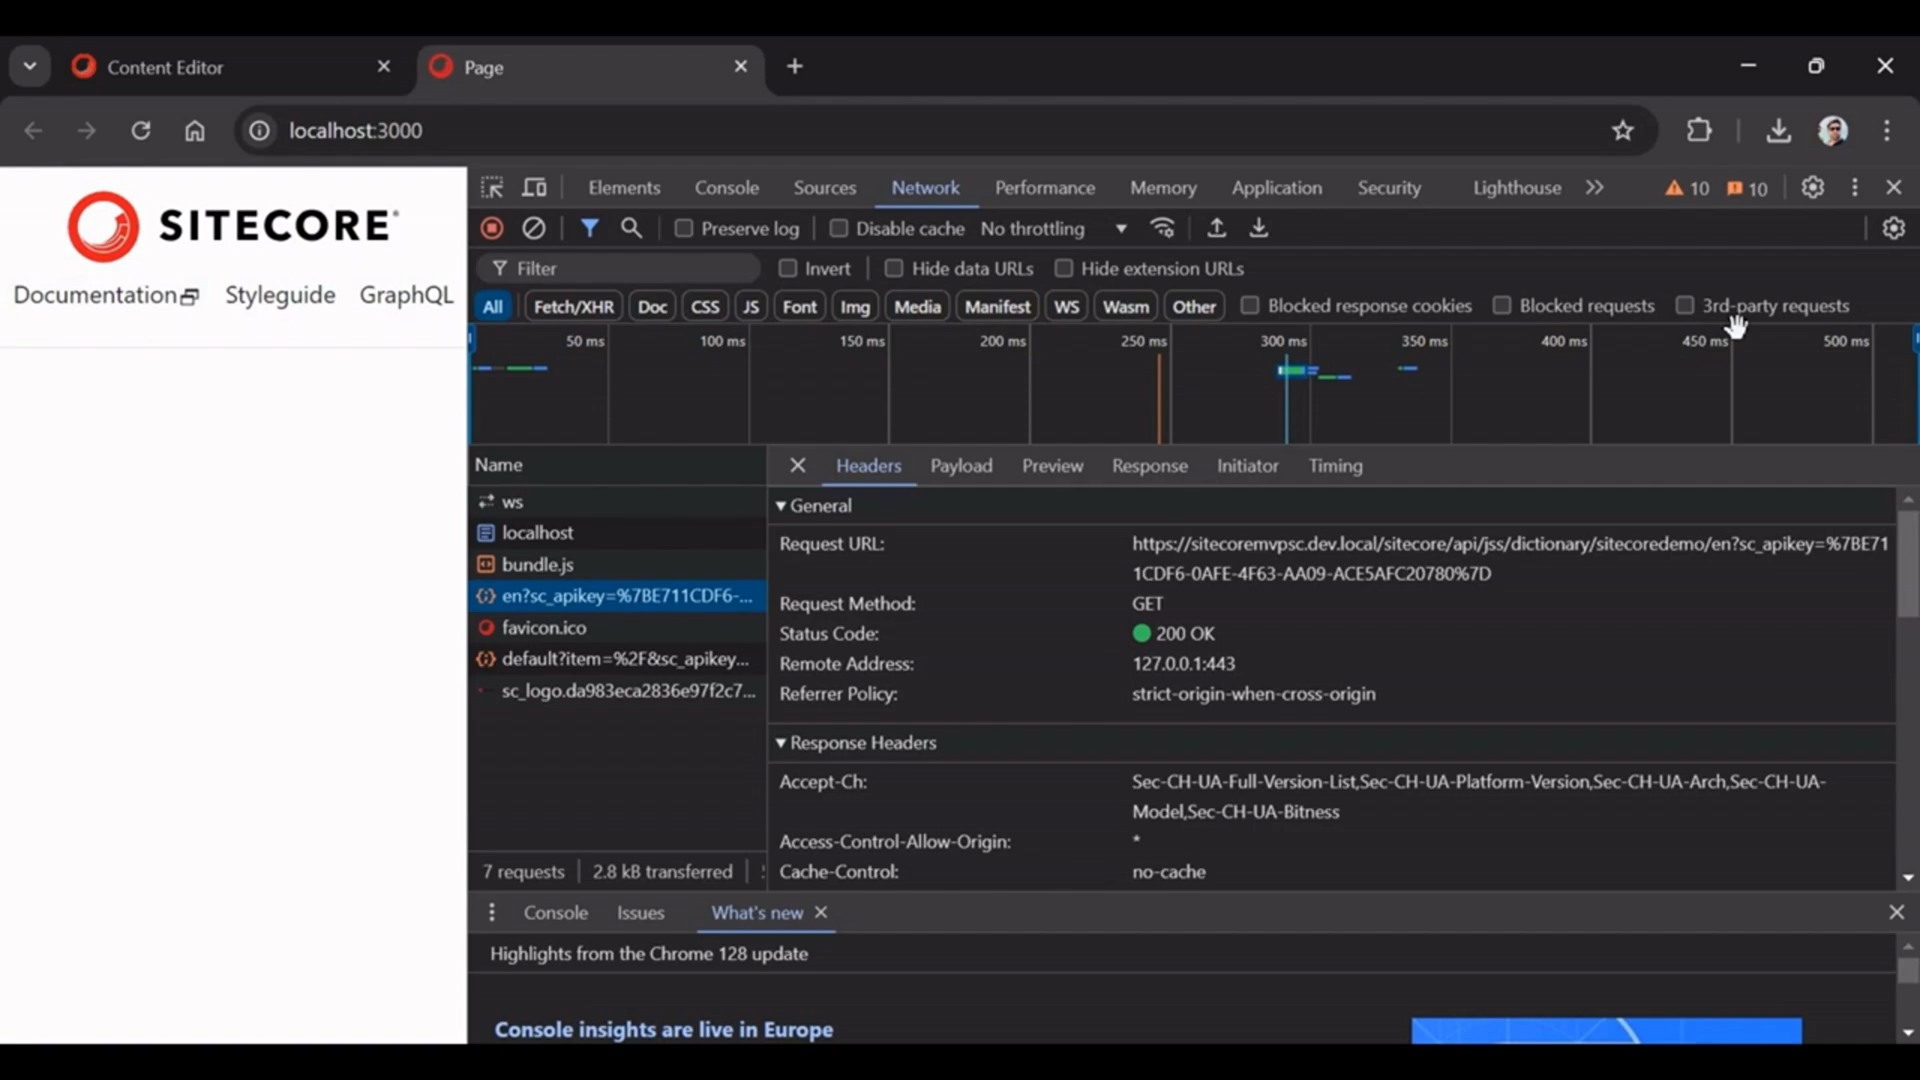 Content Editor
Page
localhost:3000
SITECORE
Documentation
Styleguide
GraphQL
Elements
Console
Sources
Network
Performance
Memory
Application
Security
Lighthouse
10
10
Preserve log
Disable cache
No throttling
Filter
Invert
Hide data URLs
Hide extension URLs
All
Fetch/XHR
Doc
CSS
JS
Font
Img
Media
Manifest
WS
Wasm
Other
Blocked response cookies
Blocked requests
3rd-party requests
50 ms
100 ms
150 ms
200 ms
250 ms
300 ms
350 ms
400 ms
450 ms
500 ms
Name
ws
localhost
bundle.js
en?sc_apikey=%7BE711CDF6-...
favicon.ico
default?item=%2F&sc_apikey...
sc_logo.da983eca2836e97f2c7...
7 requests
2.8 kB transferred
Headers
Payload
Preview
Response
Initiator
Timing
General
Request URL:
https://sitecoremvpsc.dev.local/sitecore/api/jss/dictionary/sitecoredemo/en?sc_apikey=%7BE71
1CDF6-0AFE-4F63-AA09-ACE5AFC20780%7D
Request Method:
GET
Status Code:
200 OK
Remote Address:
127.0.0.1:443
Referrer Policy:
strict-origin-when-cross-origin
Response Headers
Accept-Ch:
Sec-CH-UA-Full-Version-List,Sec-CH-UA-Platform-Version,Sec-CH-UA-Arch,Sec-CH-UA-
Model,Sec-CH-UA-Bitness
Access-Control-Allow-Origin:
*
Cache-Control:
no-cache
Console
Issues
What's new
Highlights from the Chrome 128 update
Console insights are live in Europe